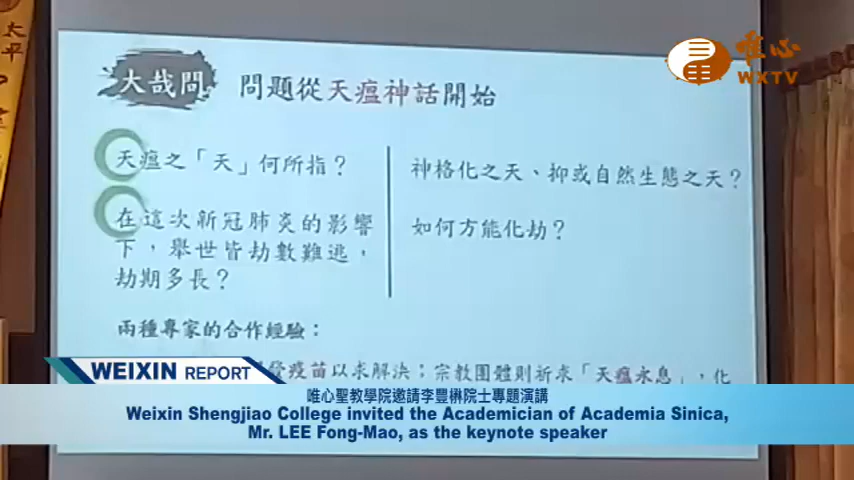 太平
唯心
WXTV
大哉問 問題從天瘟神話開始
天瘟之「天」何所指？
神格化之天、抑或自然生態之天？
在這次新冠肺炎的影響
下，舉世皆劫數難逃，
劫期多長？
如何方能化劫？
兩種專家的合作經驗：
發疫苗以求解決；宗教團體則祈求「天瘟永息」，化
WEIXIN REPORT
唯心聖教學院邀請李豐楙院士專題演講
Weixin Shengjiao College invited the Academician of Academia Sinica,
Mr. LEE Fong-Mao, as the keynote speaker